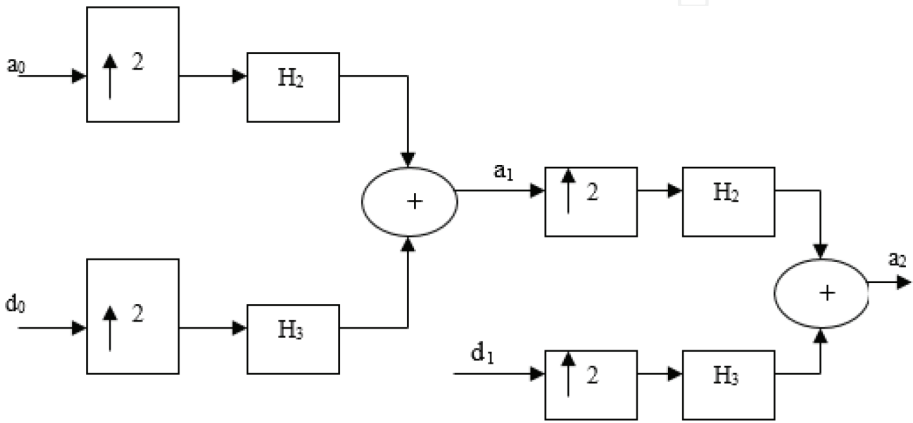 a₀
↑ 2
H₂
+
a₁
↑ 2
H₂
+
a₂
d₀
↑ 2
H₃
d₁
↑ 2
H₃